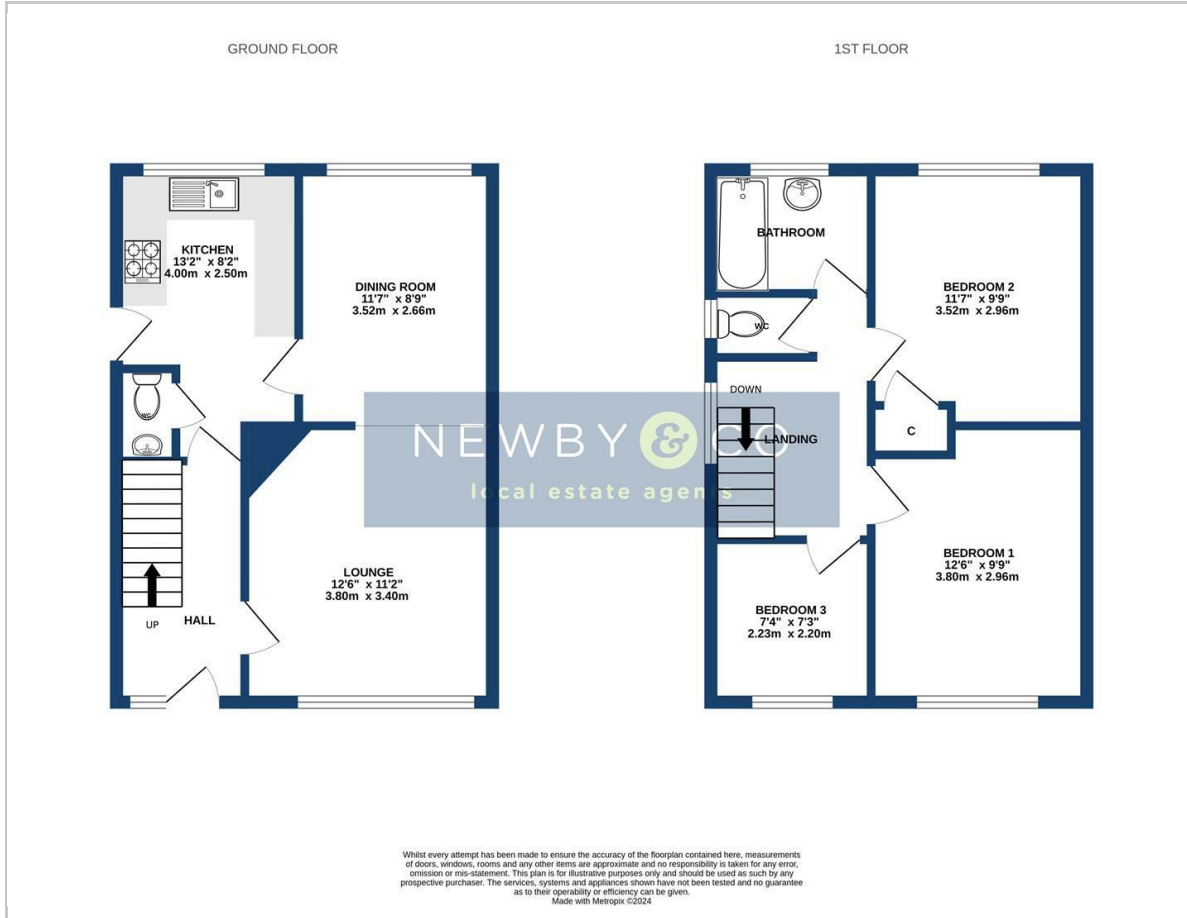 GROUND FLOOR
1ST FLOOR
KITCHEN
13'2" x 8'2"
4.00m x 2.50m
DINING ROOM
11'7" x 8'9"
3.52m x 2.66m
WC
LOUNGE
12'6" x 11'2"
3.80m x 3.40m
UP
HALL
BATHROOM
WC
BEDROOM 2
11'7" x 9'9"
3.52m x 2.96m
DOWN
LANDING
C
BEDROOM 1
12'6" x 9'9"
3.80m x 2.96m
BEDROOM 3
7'4" x 7'3"
2.23m x 2.20m
NEWBY & CO
local estate agents
Whilst every attempt has been made to ensure the accuracy of the floorplan contained here, measurements
of doors, windows, rooms and any other items are approximate and no responsibility is taken for any error,
omission or mis-statement. This plan is for illustrative purposes only and should be used as such by any
prospective purchaser. The services, systems and appliances shown have not been tested and no guarantee
as to their operability or efficiency can be given.
Made with Metropix ©2024